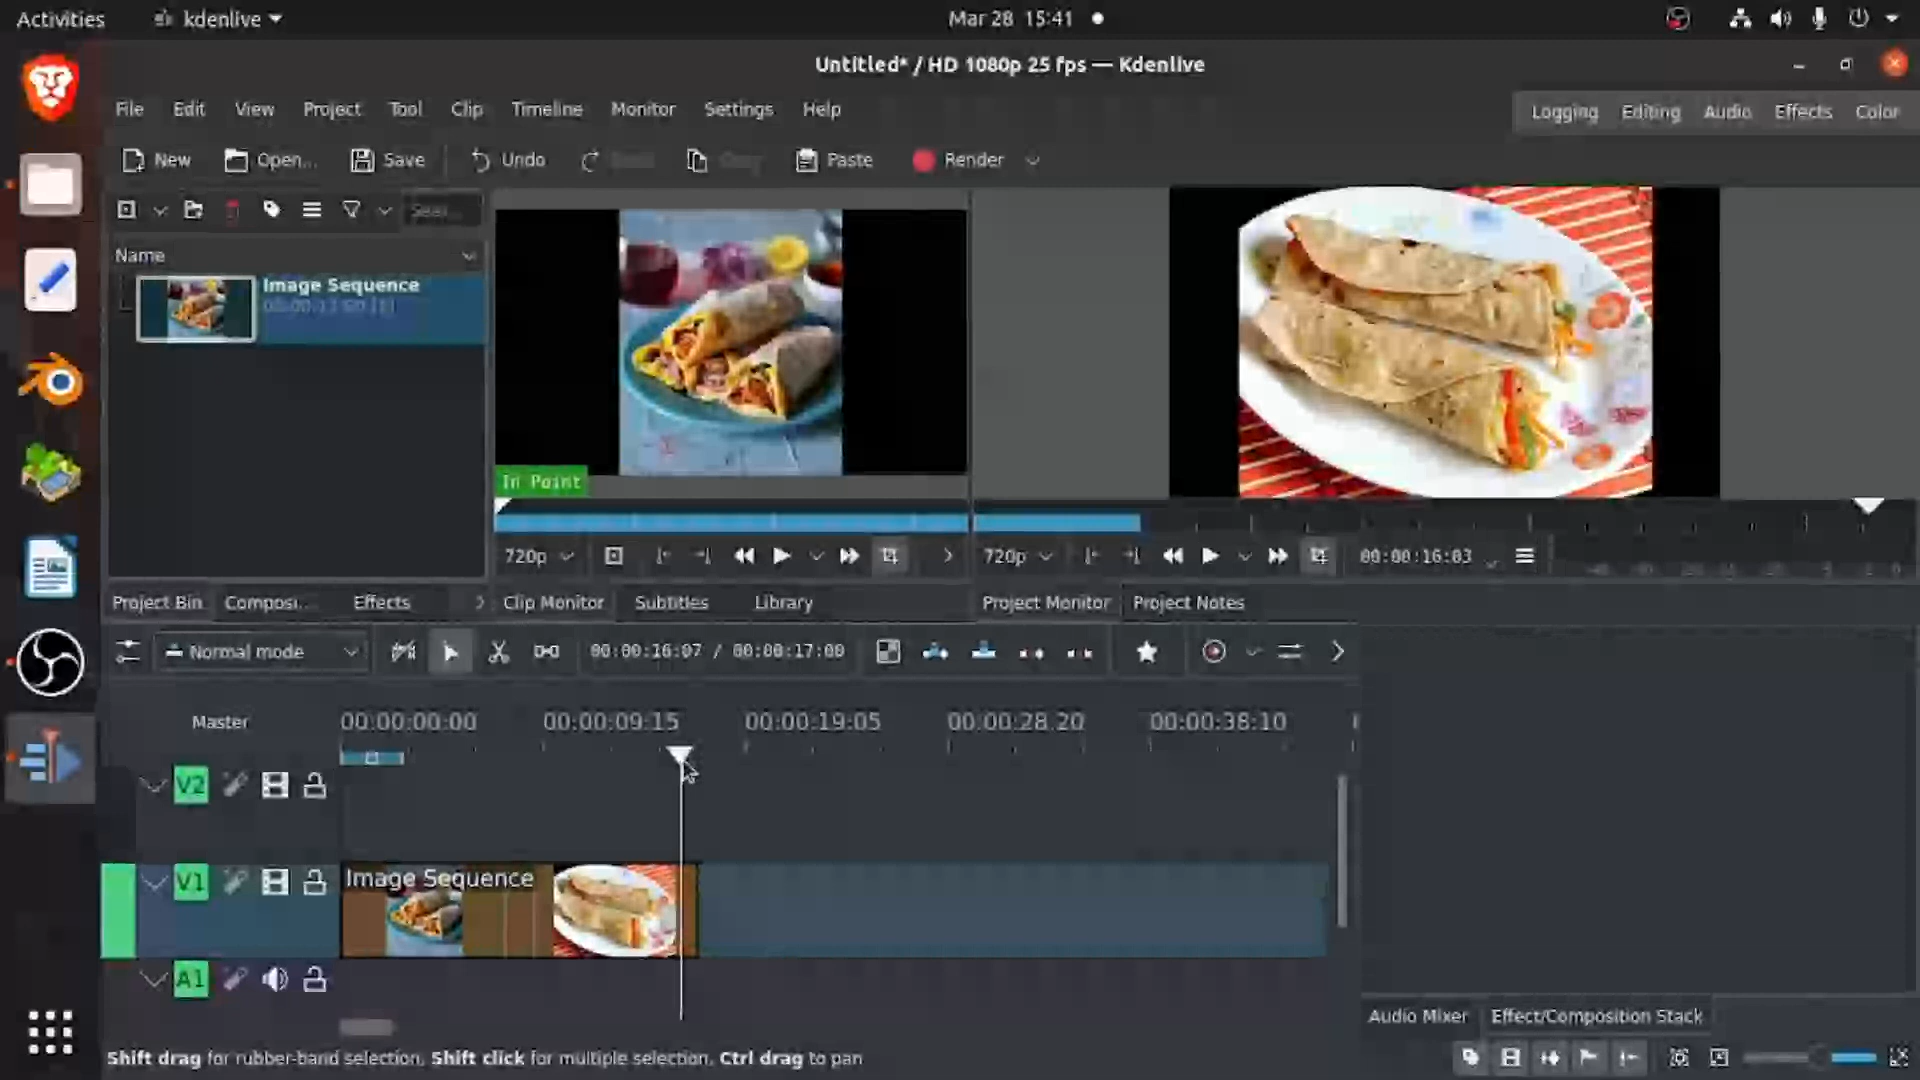 Activities kdenlive Mar 28 15:41
Untitled* / HD 1080p 25 fps — Kdenlive
File Edit View Project Tool Clip Timeline Monitor Settings Help
Logging Editing Audio Effects Color
New Open... Save Undo Paste Render
Name
Image Sequence
In Point
720p
720p 00:00:16:03
Project Bin Composi... Effects Clip Monitor Subtitles Library Project Monitor Project Notes
Normal mode 00:00:16:07 / 00:00:17:00
Master 00:00:00:00 00:00:09:15 00:00:19:05 00:00:28:20 00:00:38:10
V2
V1 Image Sequence
A1
Audio Mixer Effect/Composition Stack
Shift drag for rubber-band selection, Shift click for multiple selection, Ctrl drag to pan